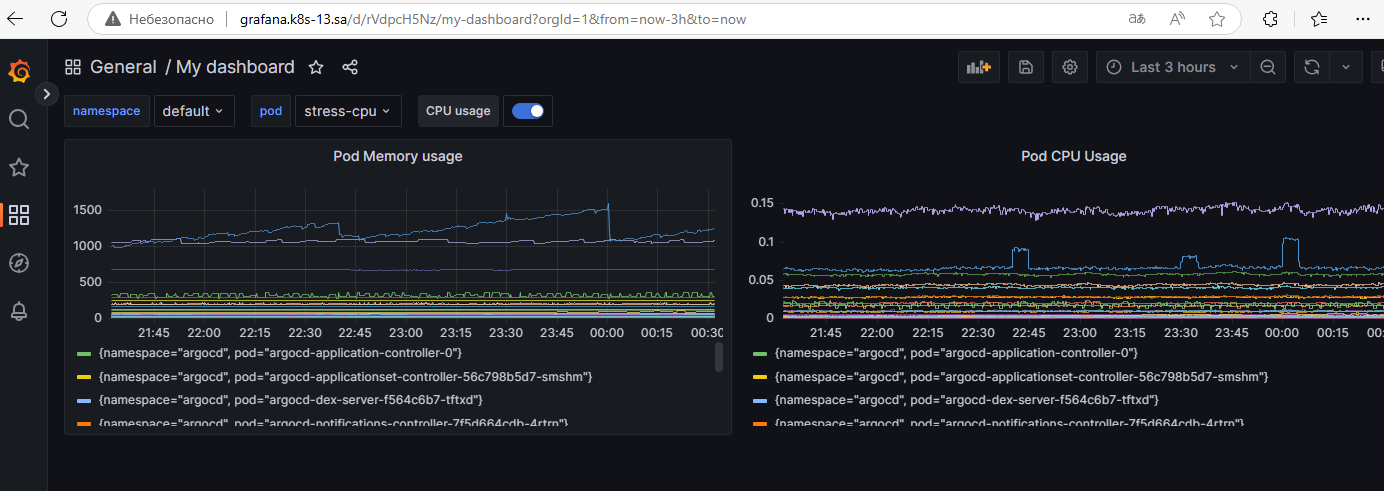 Небезопасно grafana.k8s-13.sa/d/rVdpcH5Nz/my-dashboard?orgId=1&from=now-3h&to=now
General / My dashboard
Last 3 hours
namespace default pod stress-cpu CPU usage
Pod Memory usage
1500
1000
500
0
21:45 22:00 22:15 22:30 22:45 23:00 23:15 23:30 23:45 00:00 00:15 00:30
{namespace="argocd", pod="argocd-application-controller-0"}
{namespace="argocd", pod="argocd-applicationset-controller-56c798b5d7-smshm"}
{namespace="argocd", pod="argocd-dex-server-f564c6b7-tftxd"}
{namespace="argocd", pod="argocd-notifications-controller-7f5d664cdb-4rtrn"}
Pod CPU Usage
0.15
0.1
0.05
0
21:45 22:00 22:15 22:30 22:45 23:00 23:15 23:30 23:45 00:00 00:15
{namespace="argocd", pod="argocd-application-controller-0"}
{namespace="argocd", pod="argocd-applicationset-controller-56c798b5d7-smshm"}
{namespace="argocd", pod="argocd-dex-server-f564c6b7-tftxd"}
{namespace="argocd", pod="argocd-notifications-controller-7f5d664cdb-4rtrn"}